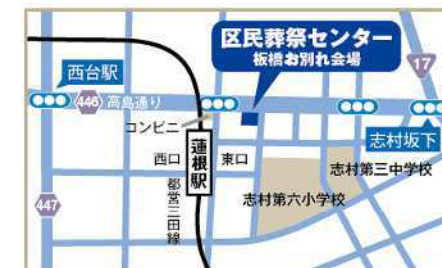 区民葬祭センター
板橋お別れ会場
17
西台駅
446
高島通り
コンビニ
志村坂下
西口
蓮根駅
東口
志村第三中学校
都営三田線
志村第六小学校
447